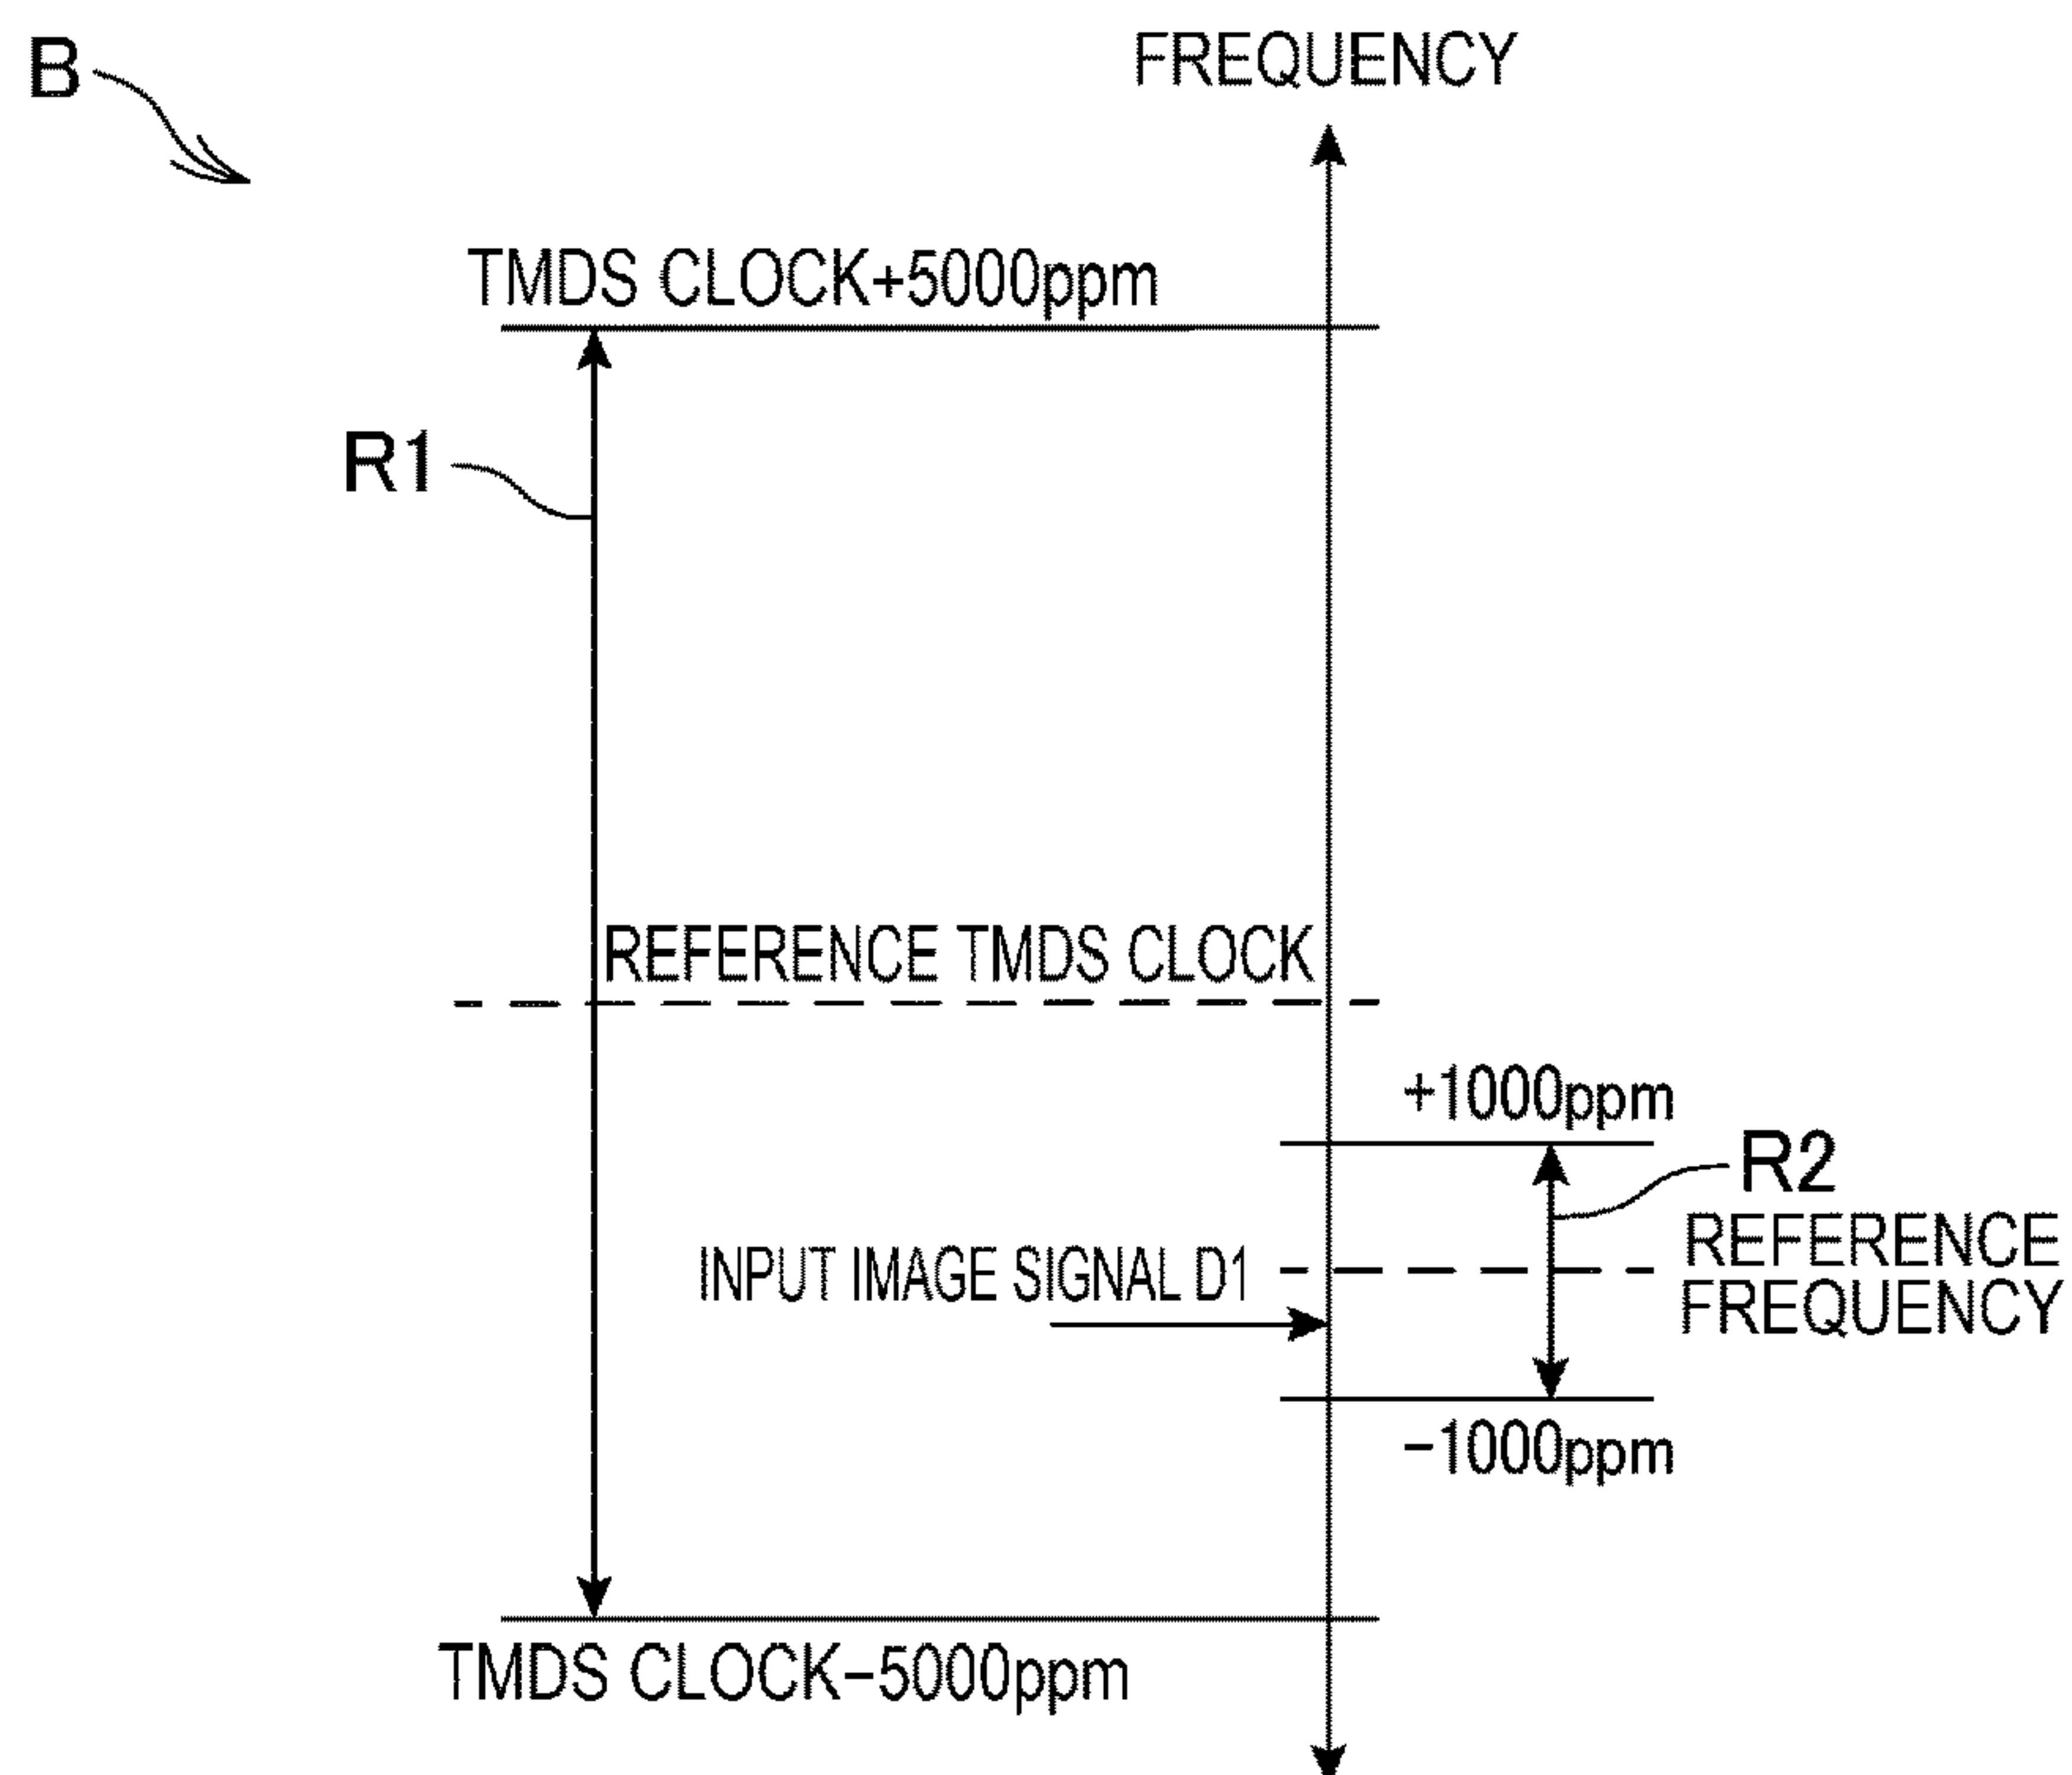 B
FREQUENCY
TMDS CLOCK+5000ppm
R1
REFERENCE TMDS CLOCK
+1000ppm
R2
REFERENCE
FREQUENCY
INPUT IMAGE SIGNAL D1
−1000ppm
TMDS CLOCK−5000ppm